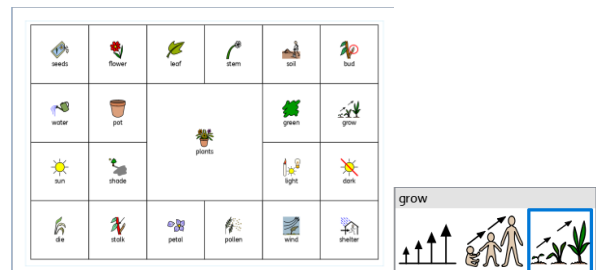 seeds flower leaf stem soil bud
water pot green grow
plants
sun shade light dark
die stalk petal pollen wind shelter
grow